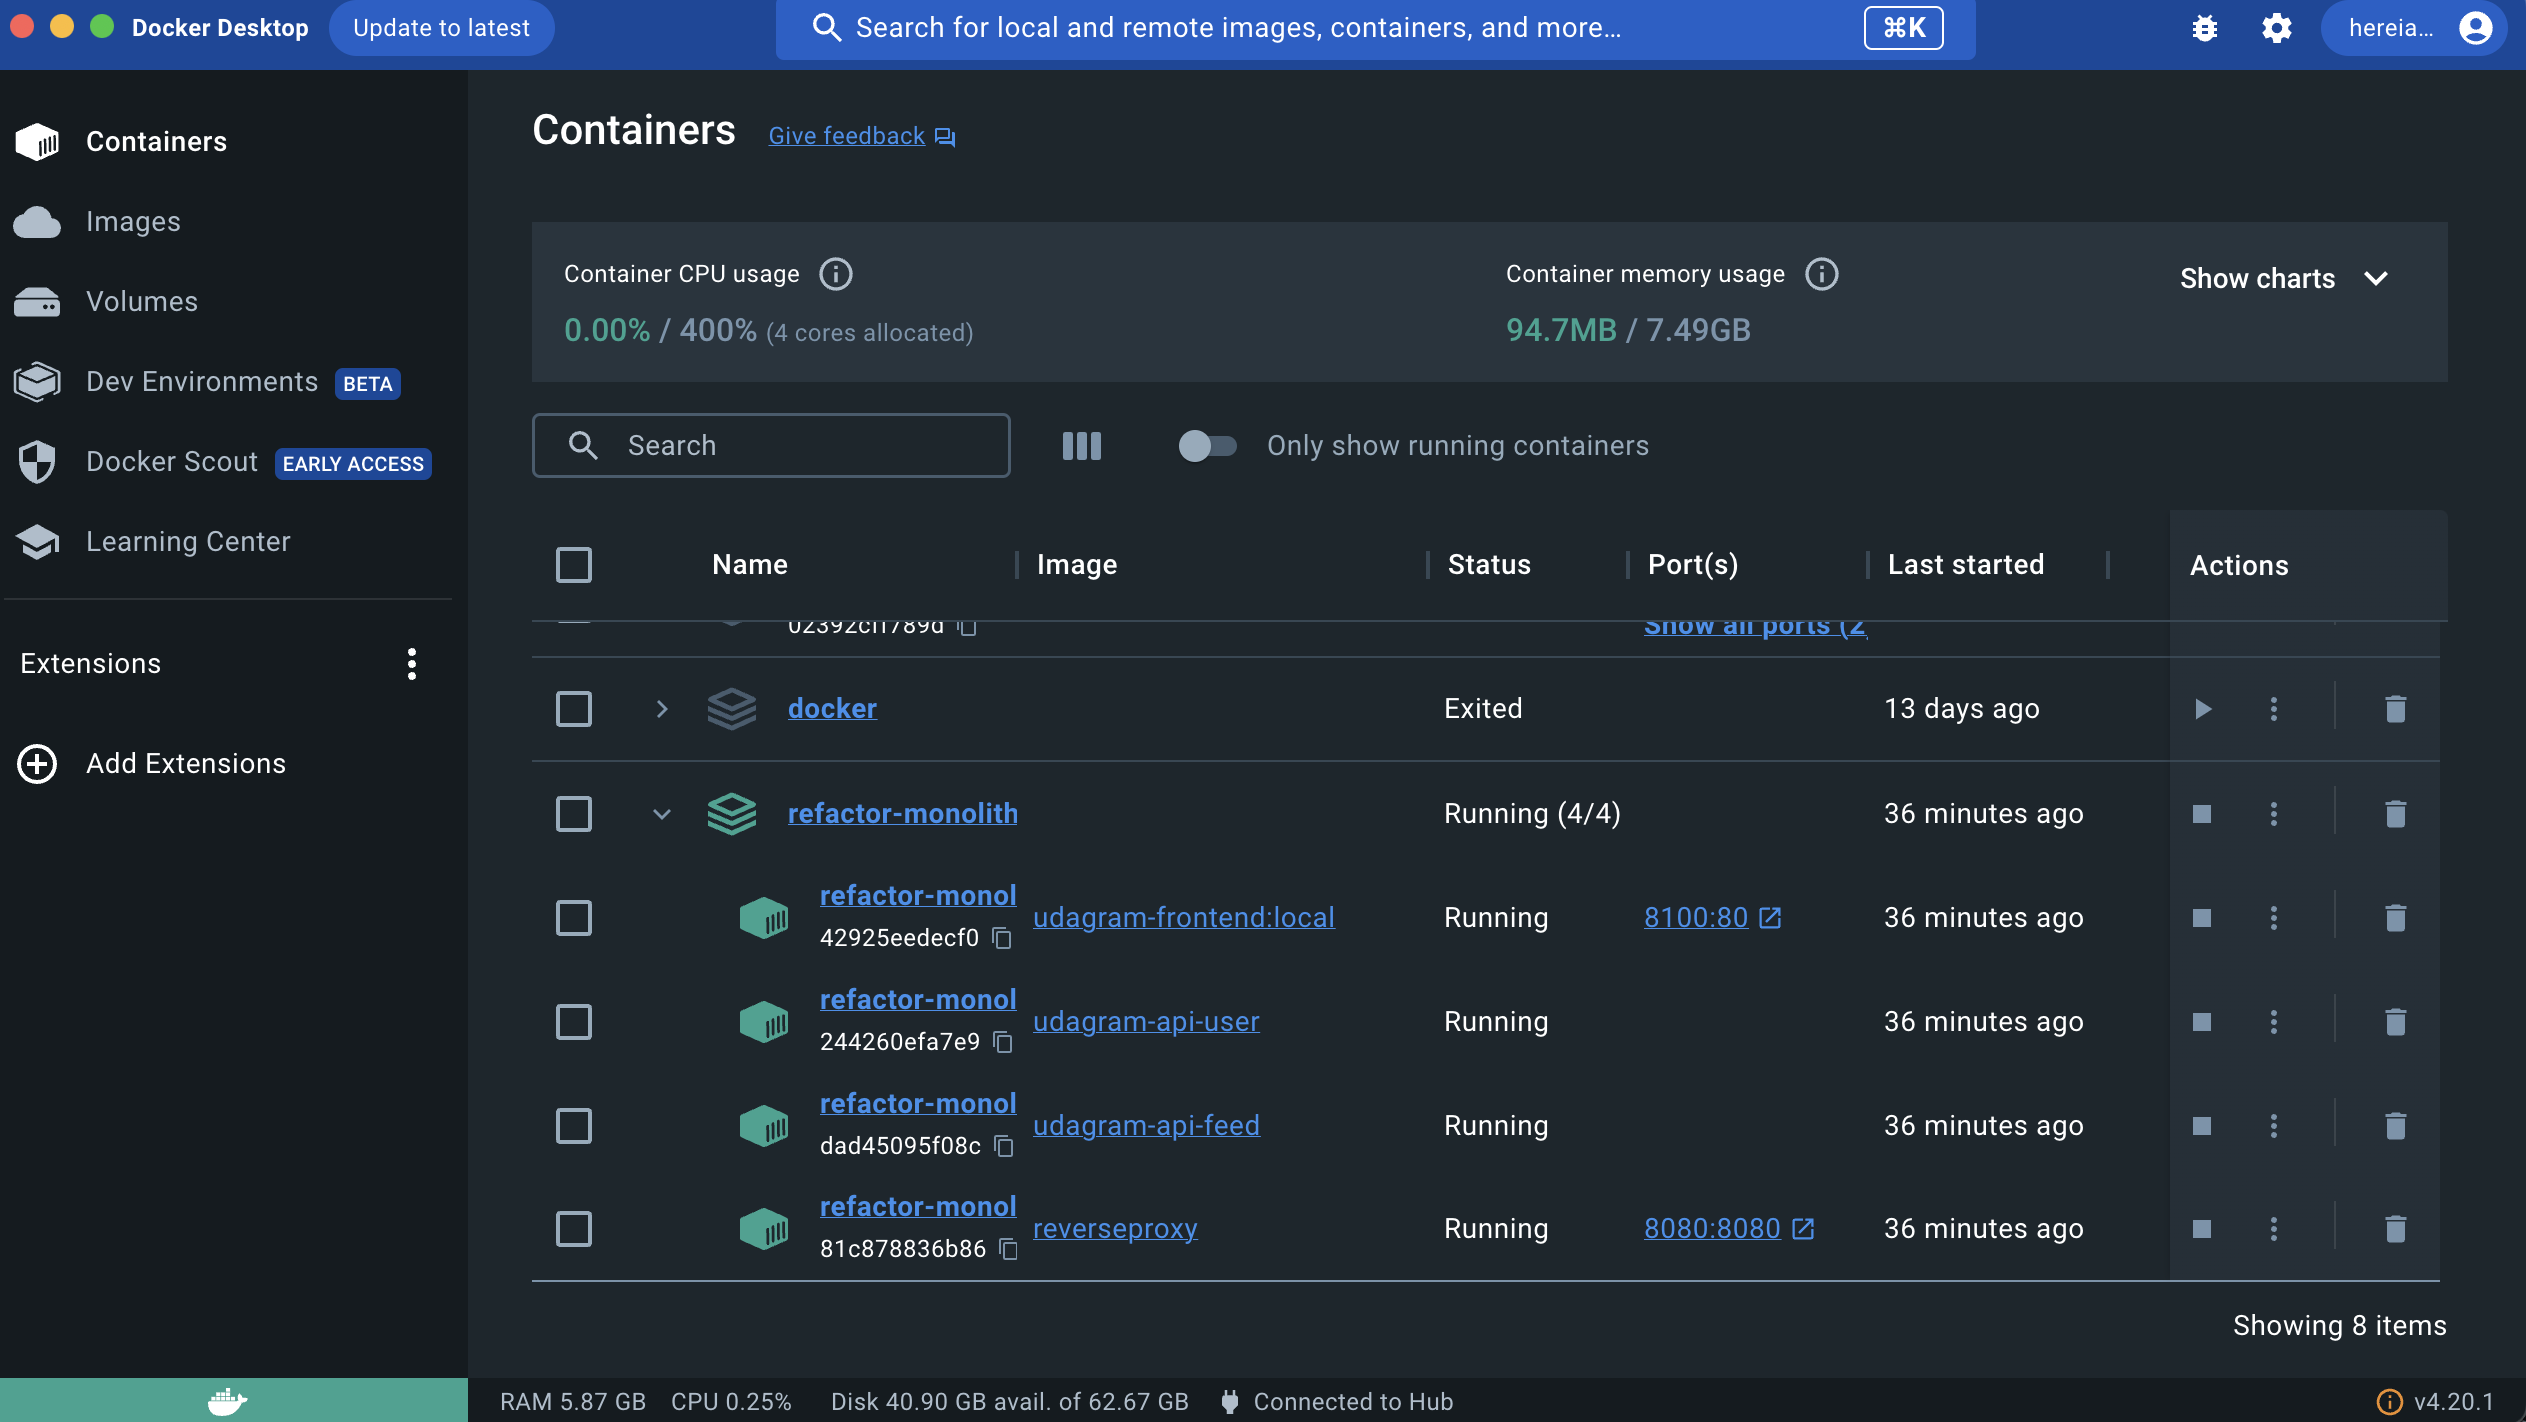 Docker Desktop Update to latest Search for local and remote images, containers, and more... ⌘K hereia...
Containers
Images
Volumes
Dev Environments BETA
Docker Scout EARLY ACCESS
Learning Center
Extensions
Add Extensions
Containers Give feedback
Container CPU usage
0.00% / 400% (4 cores allocated)
Container memory usage
94.7MB / 7.49GB
Show charts
Search
Only show running containers
Name Image Status Port(s) Last started Actions
Show all ports (2
docker Exited 13 days ago
refactor-monolith Running (4/4) 36 minutes ago
refactor-monol
42925eedecf0
udagram-frontend:local Running 8100:80 36 minutes ago
refactor-monol
244260efa7e9
udagram-api-user Running 36 minutes ago
refactor-monol
dad45095f08c
udagram-api-feed Running 36 minutes ago
refactor-monol
81c878836b86
reverseproxy Running 8080:8080 36 minutes ago
Showing 8 items
RAM 5.87 GB CPU 0.25% Disk 40.90 GB avail. of 62.67 GB Connected to Hub v4.20.1